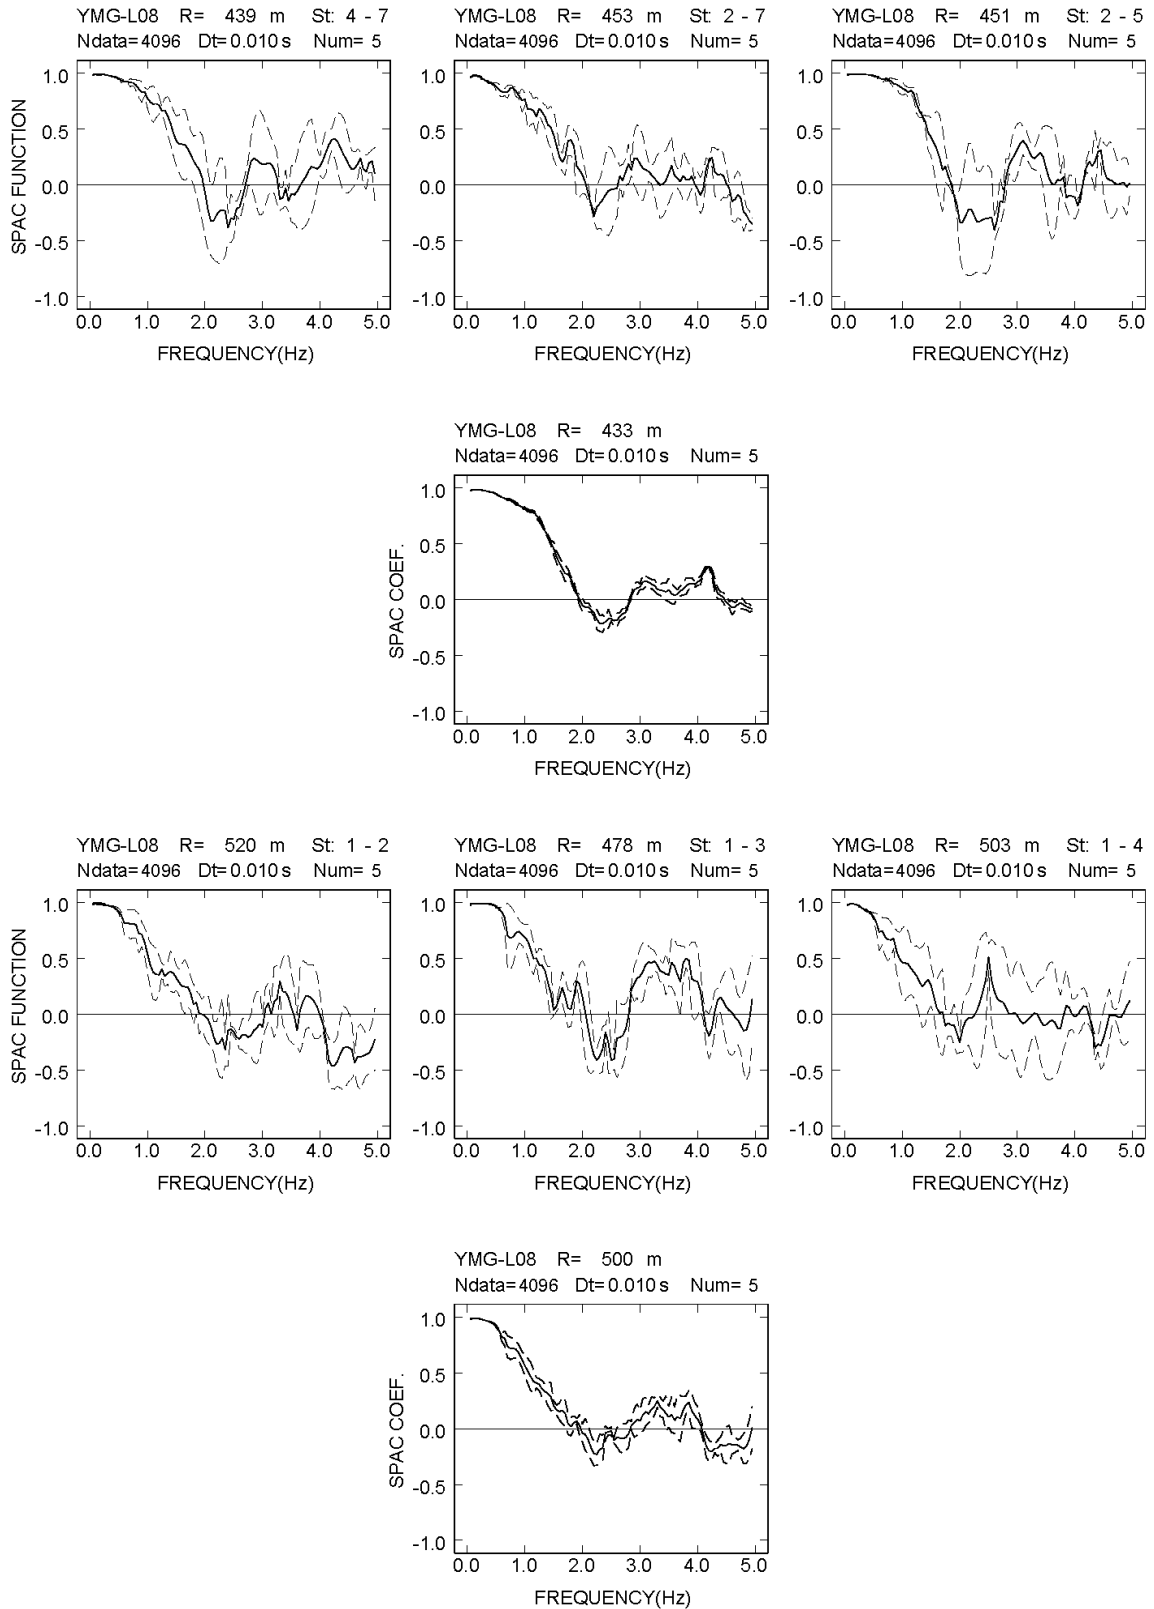 YMG-L08 R= 439 m St: 4 - 7
Ndata=4096 Dt=0.010 s Num= 5
SPAC FUNCTION
1.0
0.5
0.0
-0.5
-1.0
0.0 1.0 2.0 3.0 4.0 5.0
FREQUENCY(Hz)
YMG-L08 R= 453 m St: 2 - 7
Ndata=4096 Dt=0.010 s Num= 5
1.0
0.5
0.0
-0.5
-1.0
0.0 1.0 2.0 3.0 4.0 5.0
FREQUENCY(Hz)
YMG-L08 R= 451 m St: 2 - 5
Ndata=4096 Dt=0.010 s Num= 5
1.0
0.5
0.0
-0.5
-1.0
0.0 1.0 2.0 3.0 4.0 5.0
FREQUENCY(Hz)
YMG-L08 R= 433 m
Ndata=4096 Dt=0.010 s Num= 5
SPAC COEF.
1.0
0.5
0.0
-0.5
-1.0
0.0 1.0 2.0 3.0 4.0 5.0
FREQUENCY(Hz)
YMG-L08 R= 520 m St: 1 - 2
Ndata=4096 Dt=0.010 s Num= 5
SPAC FUNCTION
1.0
0.5
0.0
-0.5
-1.0
0.0 1.0 2.0 3.0 4.0 5.0
FREQUENCY(Hz)
YMG-L08 R= 478 m St: 1 - 3
Ndata=4096 Dt=0.010 s Num= 5
1.0
0.5
0.0
-0.5
-1.0
0.0 1.0 2.0 3.0 4.0 5.0
FREQUENCY(Hz)
YMG-L08 R= 503 m St: 1 - 4
Ndata=4096 Dt=0.010 s Num= 5
1.0
0.5
0.0
-0.5
-1.0
0.0 1.0 2.0 3.0 4.0 5.0
FREQUENCY(Hz)
YMG-L08 R= 500 m
Ndata=4096 Dt=0.010 s Num= 5
SPAC COEF.
1.0
0.5
0.0
-0.5
-1.0
0.0 1.0 2.0 3.0 4.0 5.0
FREQUENCY(Hz)